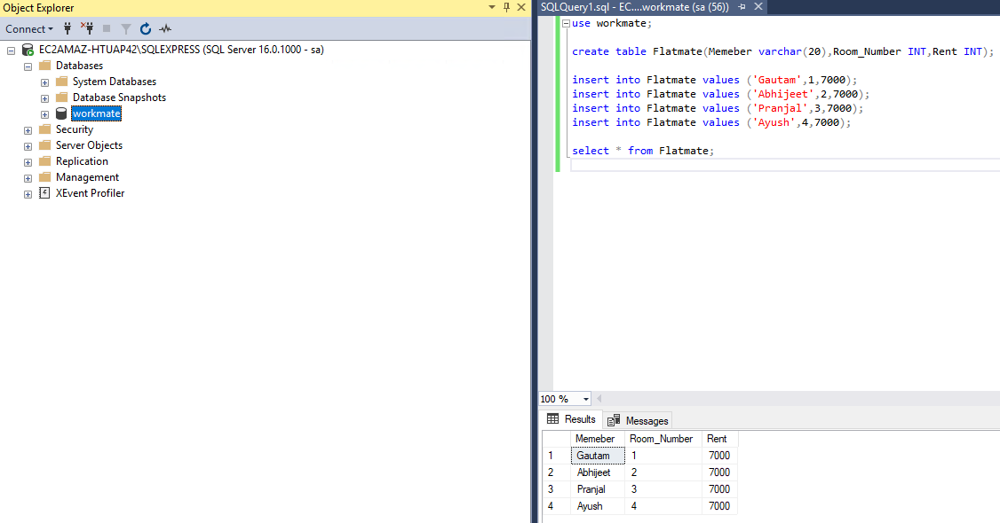 Object Explorer
Connect
EC2AMAZ-HTUAP42\SQLEXPRESS (SQL Server 16.0.1000 - sa)
Databases
System Databases
Database Snapshots
workmate
Security
Server Objects
Replication
Management
XEvent Profiler
SQLQuery1.sql - EC....workmate (sa (56))
use workmate;
create table Flatmate(Memeber varchar(20),Room_Number INT,Rent INT);
insert into Flatmate values ('Gautam',1,7000);
insert into Flatmate values ('Abhijeet',2,7000);
insert into Flatmate values ('Pranjal',3,7000);
insert into Flatmate values ('Ayush',4,7000);
select * from Flatmate;
100 %
Results Messages
Memeber Room_Number Rent
1 Gautam 1 7000
2 Abhijeet 2 7000
3 Pranjal 3 7000
4 Ayush 4 7000